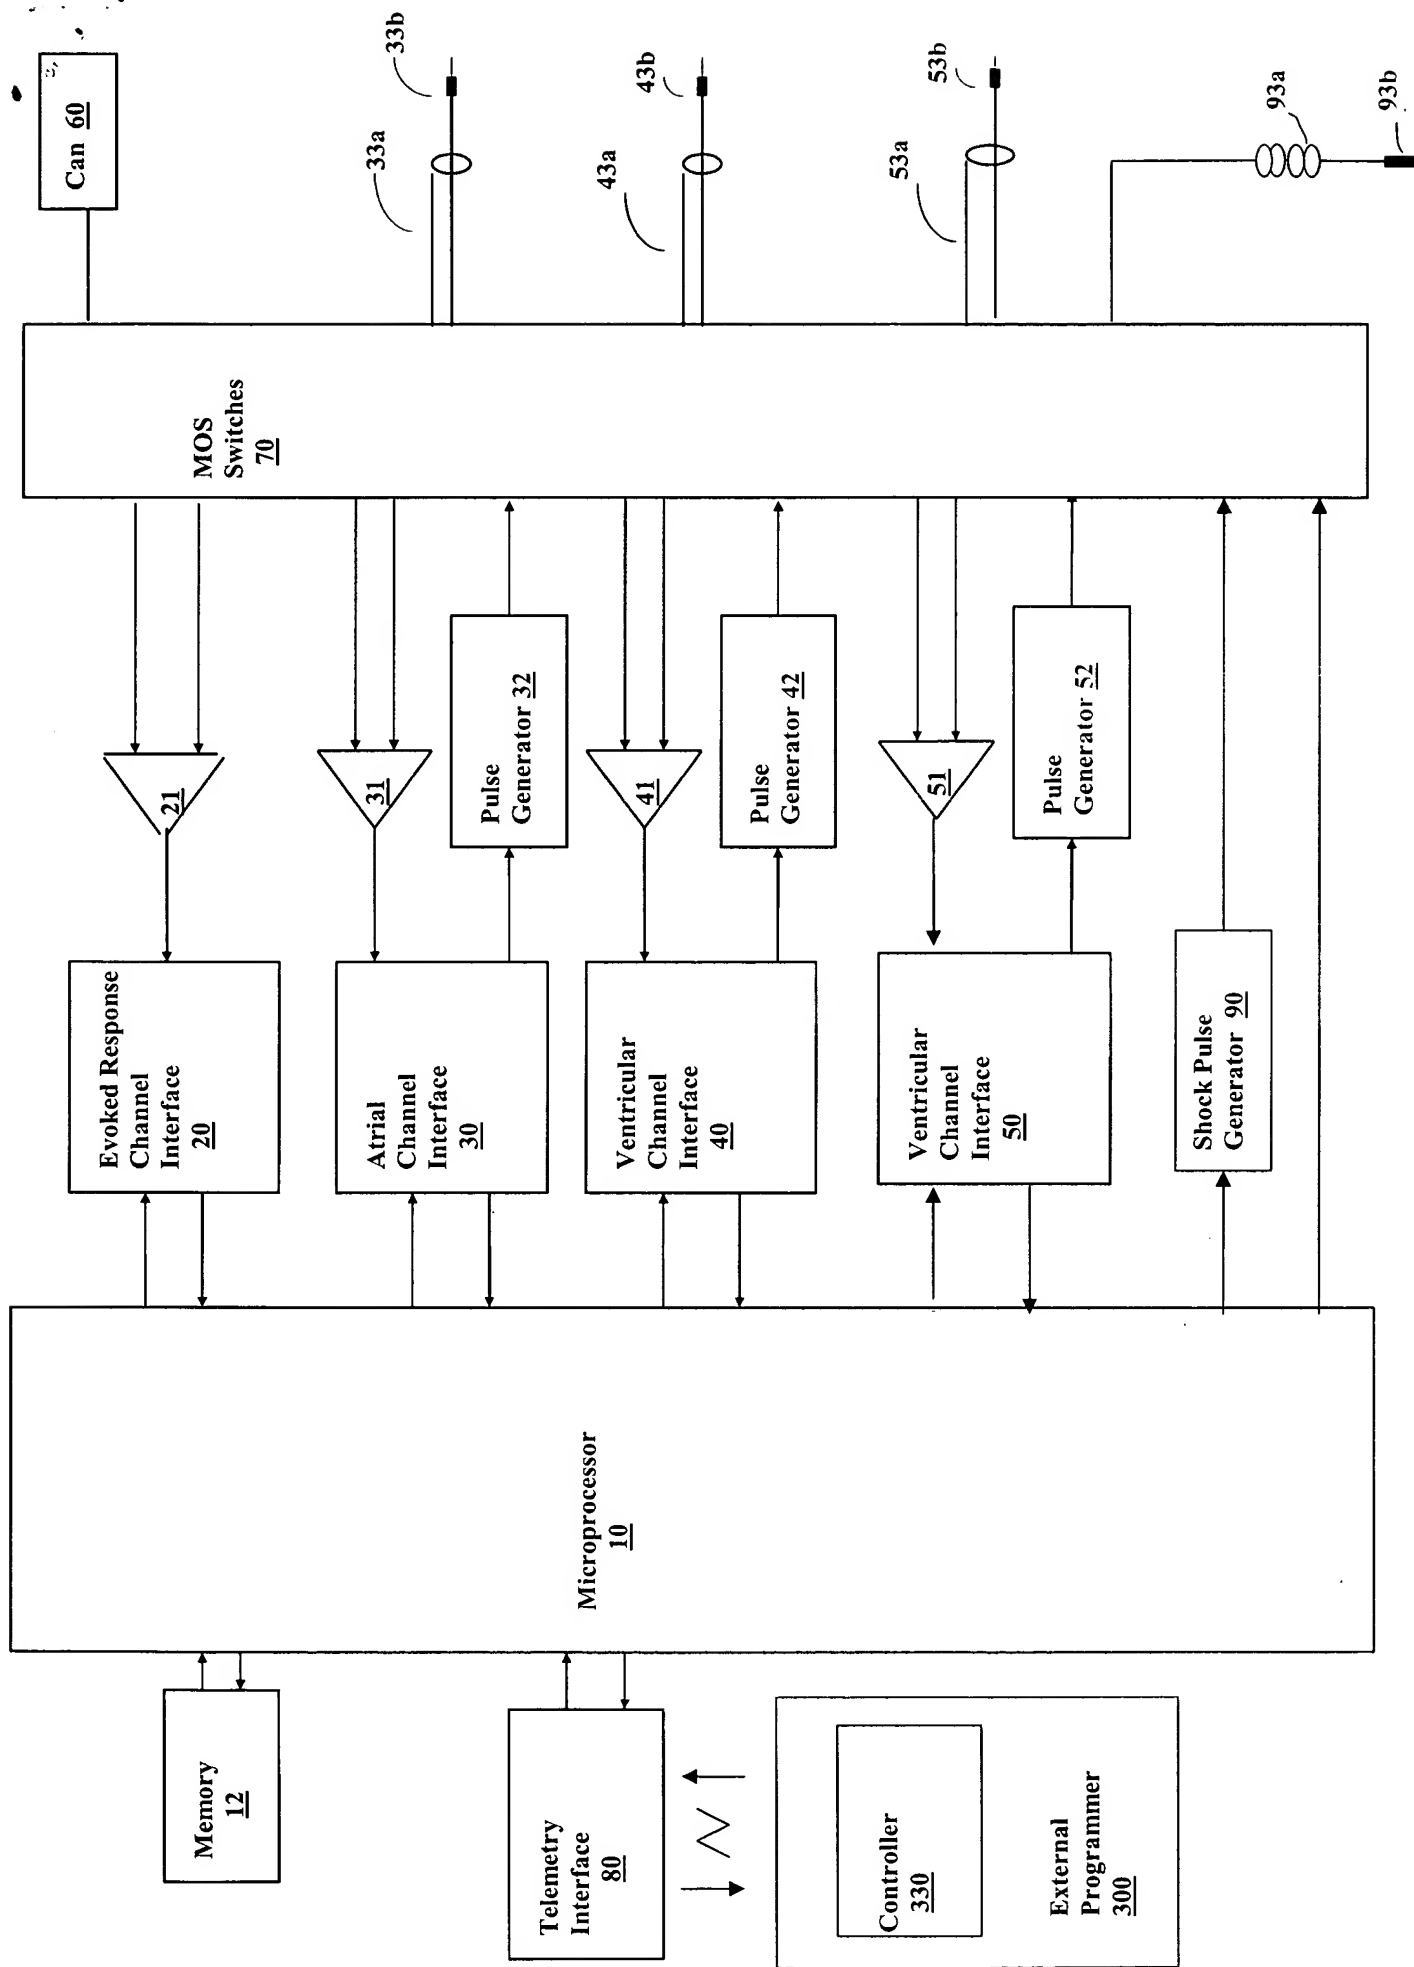 Can 60
33b
33a
43b
43a
53b
53a
93a
93b
MOS
Switches
70
21
31
Pulse
Generator 32
41
Pulse
Generator 42
51
Pulse
Generator 52
Evoked Response
Channel
Interface
20
Atrial
Channel
Interface
30
Ventricular
Channel
Interface
40
Ventricular
Channel
Interface
50
Shock Pulse
Generator 90
Microprocessor
10
Memory
12
Telemetry
Interface
80
Controller
330
External
Programmer
300